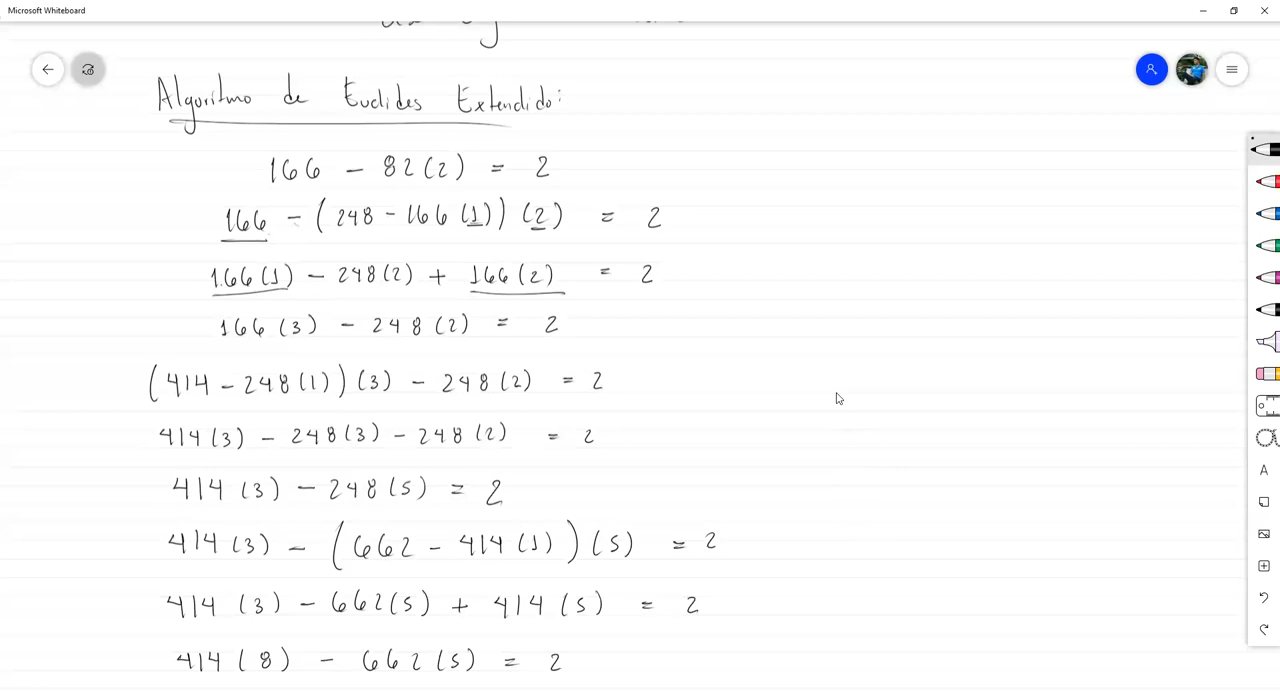 Microsoft Whiteboard
Algoritmo de Euclides Extendido:
166 - 82(2) = 2
166 - (248 - 166(1))(2) = 2
166(1) - 248(2) + 166(2) = 2
166(3) - 248(2) = 2
(414 - 248(1))(3) - 248(2) = 2
414(3) - 248(3) - 248(2) = 2
414(3) - 248(5) = 2
414(3) - (662 - 414(1))(5) = 2
414(3) - 662(5) + 414(5) = 2
414(8) - 662(5) = 2